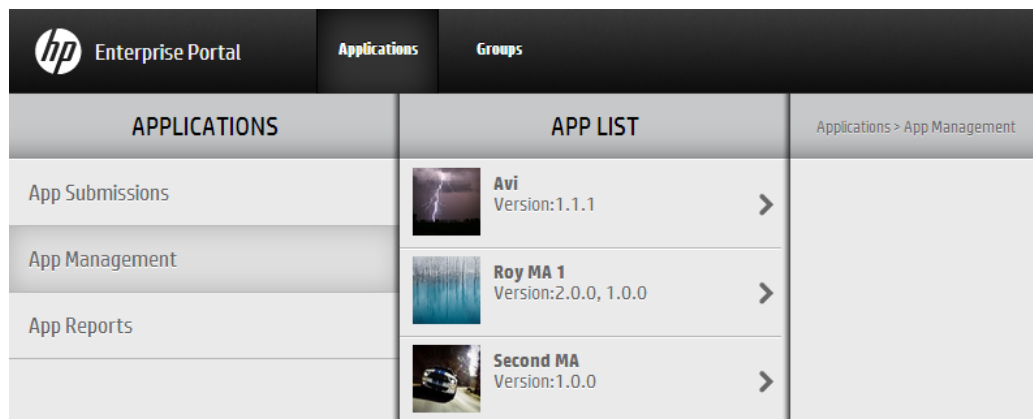 hp Enterprise Portal
Applications
Groups
APPLICATIONS
App Submissions
App Management
App Reports
APP LIST
Avi
Version:1.1.1
Roy MA 1
Version:2.0.0, 1.0.0
Second MA
Version:1.0.0
Applications > App Management